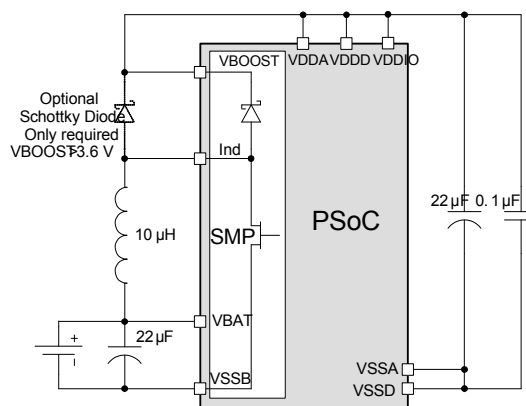 VBOOST
VDDA VDDD VDDIO
Optional
Schottky Diode
Only required
VBOOST>3.6 V
Ind
10 µH
SMP
PSoC
22 µF 0.1 µF
VBAT
22 µF
+
-
VSSB
VSSA
VSSD